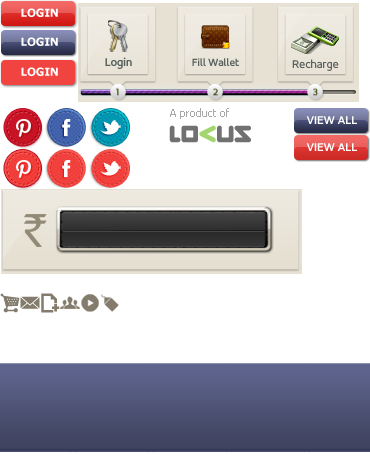 LOGIN
LOGIN
LOGIN
Login
Fill Wallet
Recharge
1
2
3
A product of
LOCUS
VIEW ALL
VIEW ALL
₹